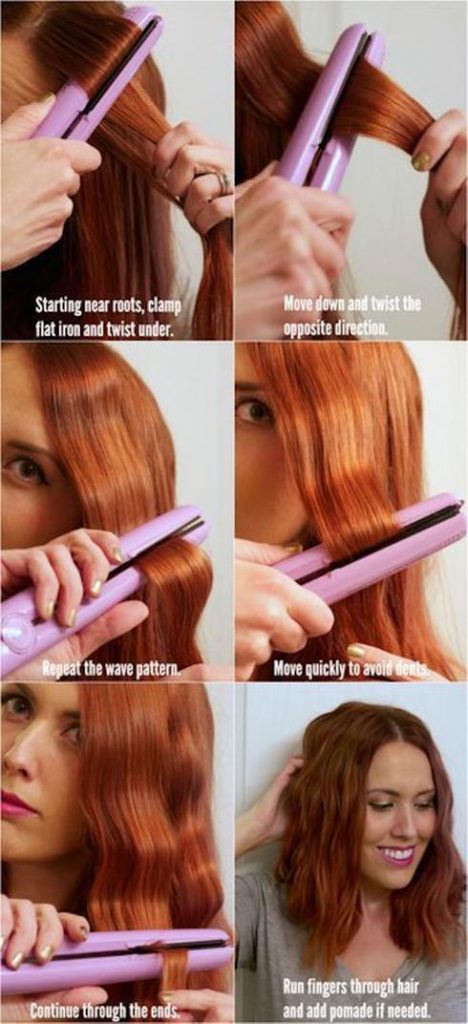 Starting near roots, clamp
flat iron and twist under.
Move down and twist the
opposite direction.
Repeat the wave pattern.
Move quickly to avoid dents.
Continue through the ends.
Run fingers through hair
and add pomade if needed.